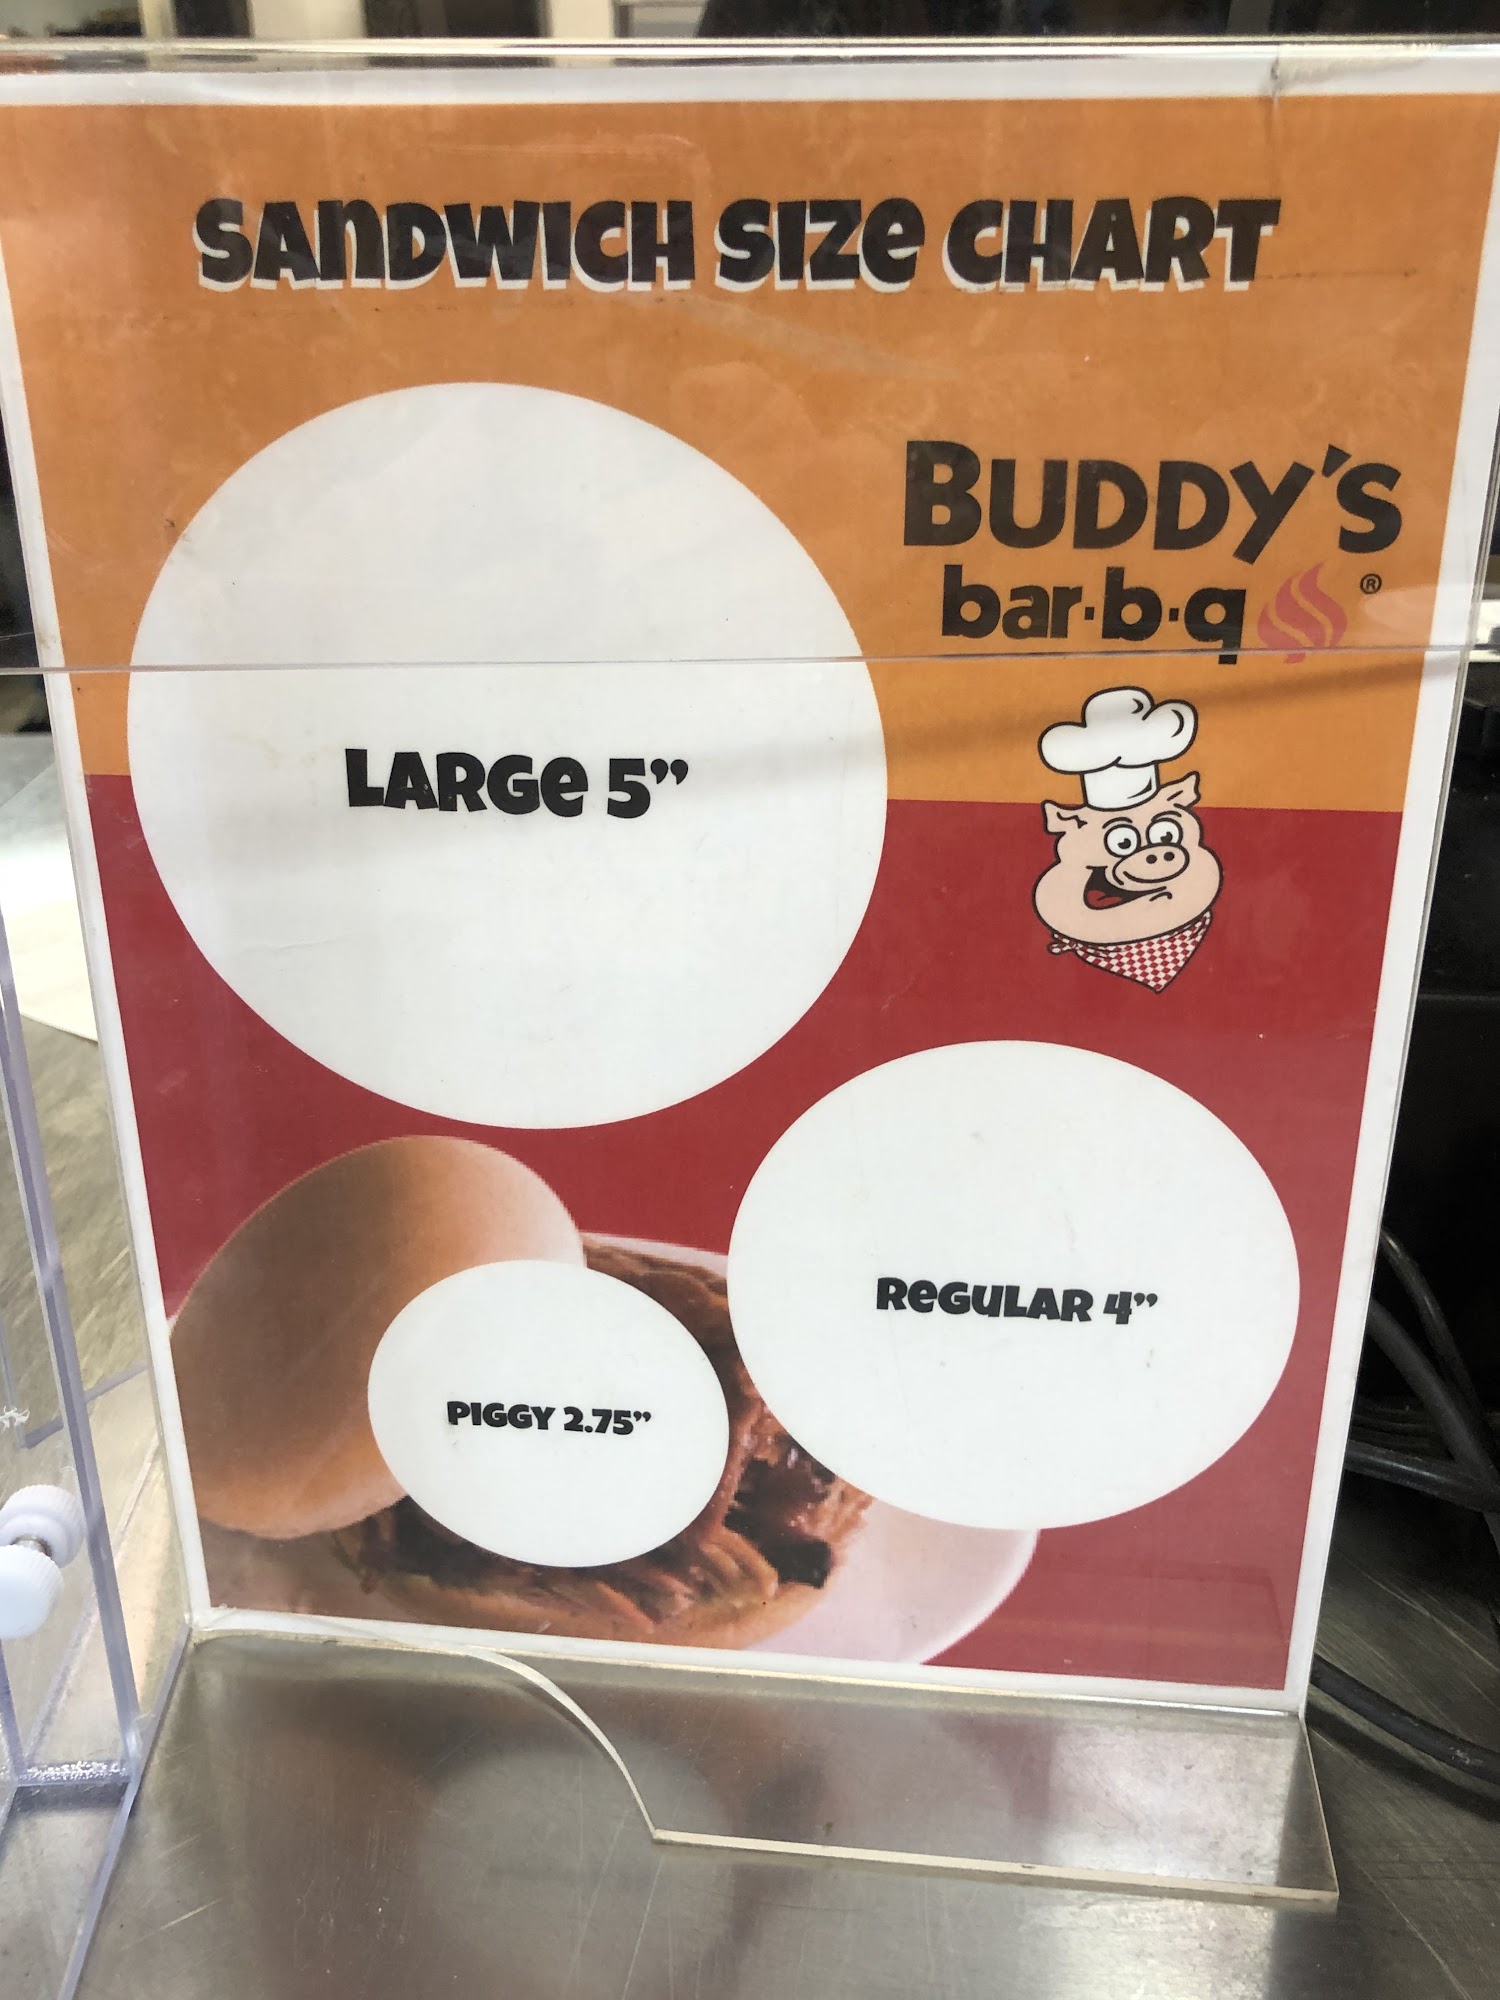 SANDWICH SIZE CHART
BUDDY'S
bar·b·q ®
LARGE 5”
REGULAR 4”
PIGGY 2.75”